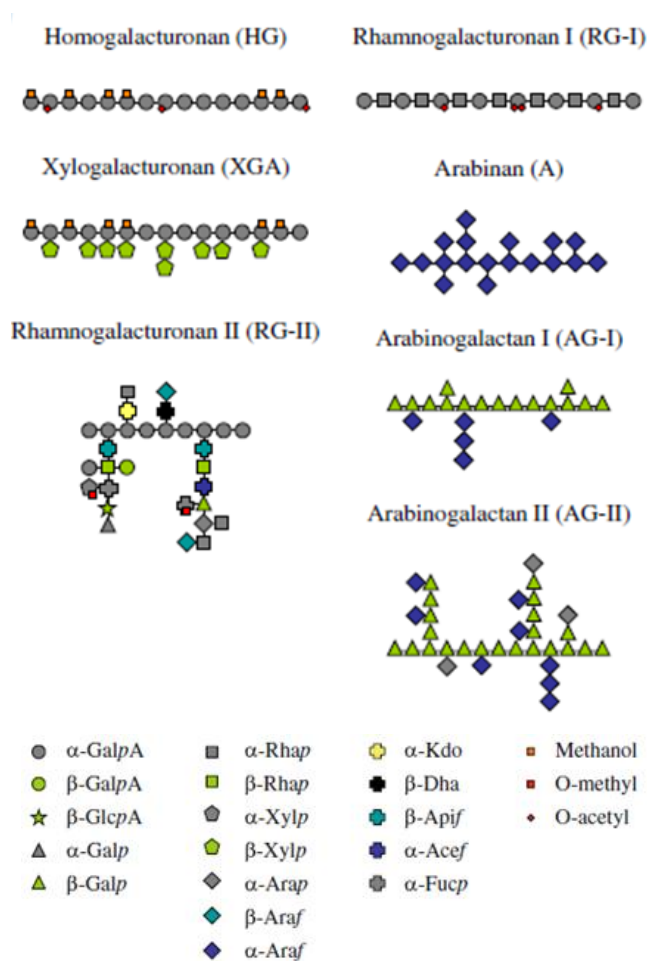 Homogalacturonan (HG)
Rhamnogalacturonan I (RG-I)
Xylogalacturonan (XGA)
Arabinan (A)
Rhamnogalacturonan II (RG-II)
Arabinogalactan I (AG-I)
Arabinogalactan II (AG-II)
α-GalpA
β-GalpA
β-GlcpA
α-Galp
β-Galp
α-Rhap
β-Rhap
α-Xylp
β-Xylp
α-Arap
β-Araf
α-Araf
α-Kdo
β-Dha
β-Apif
α-Acef
α-Fucp
Methanol
O-methyl
O-acetyl